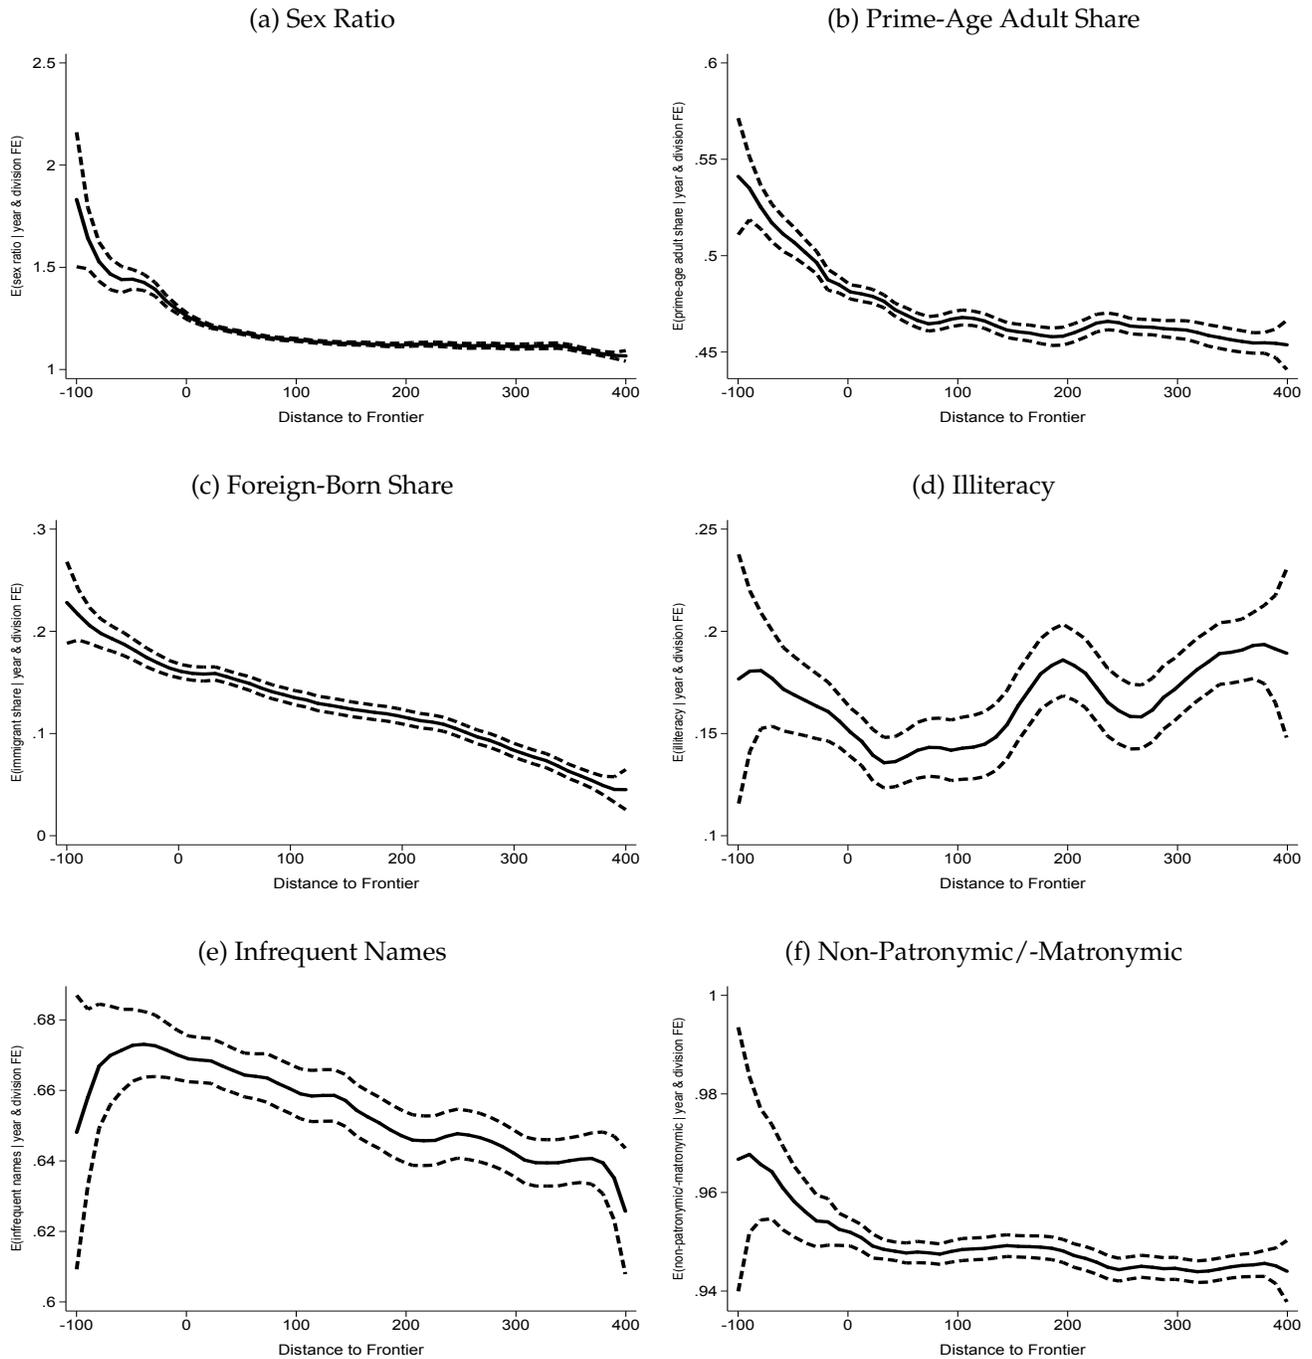 (a) Sex Ratio
E(sex ratio | year & division FE)
2.5
2
1.5
1
-100 0 100 200 300 400
Distance to Frontier
(b) Prime-Age Adult Share
E(prime-age adult share | year & division FE)
.6
.55
.5
.45
-100 0 100 200 300 400
Distance to Frontier
(c) Foreign-Born Share
E(immigrant share | year & division FE)
.3
.2
.1
0
-100 0 100 200 300 400
Distance to Frontier
(d) Illiteracy
E(illiteracy | year & division FE)
.25
.2
.15
.1
-100 0 100 200 300 400
Distance to Frontier
(e) Infrequent Names
E(infrequent names | year & division FE)
.68
.66
.64
.62
.6
-100 0 100 200 300 400
Distance to Frontier
(f) Non-Patronymic/-Matronymic
E(non-patronymic/-matronymic | year & division FE)
1
.98
.96
.94
-100 0 100 200 300 400
Distance to Frontier